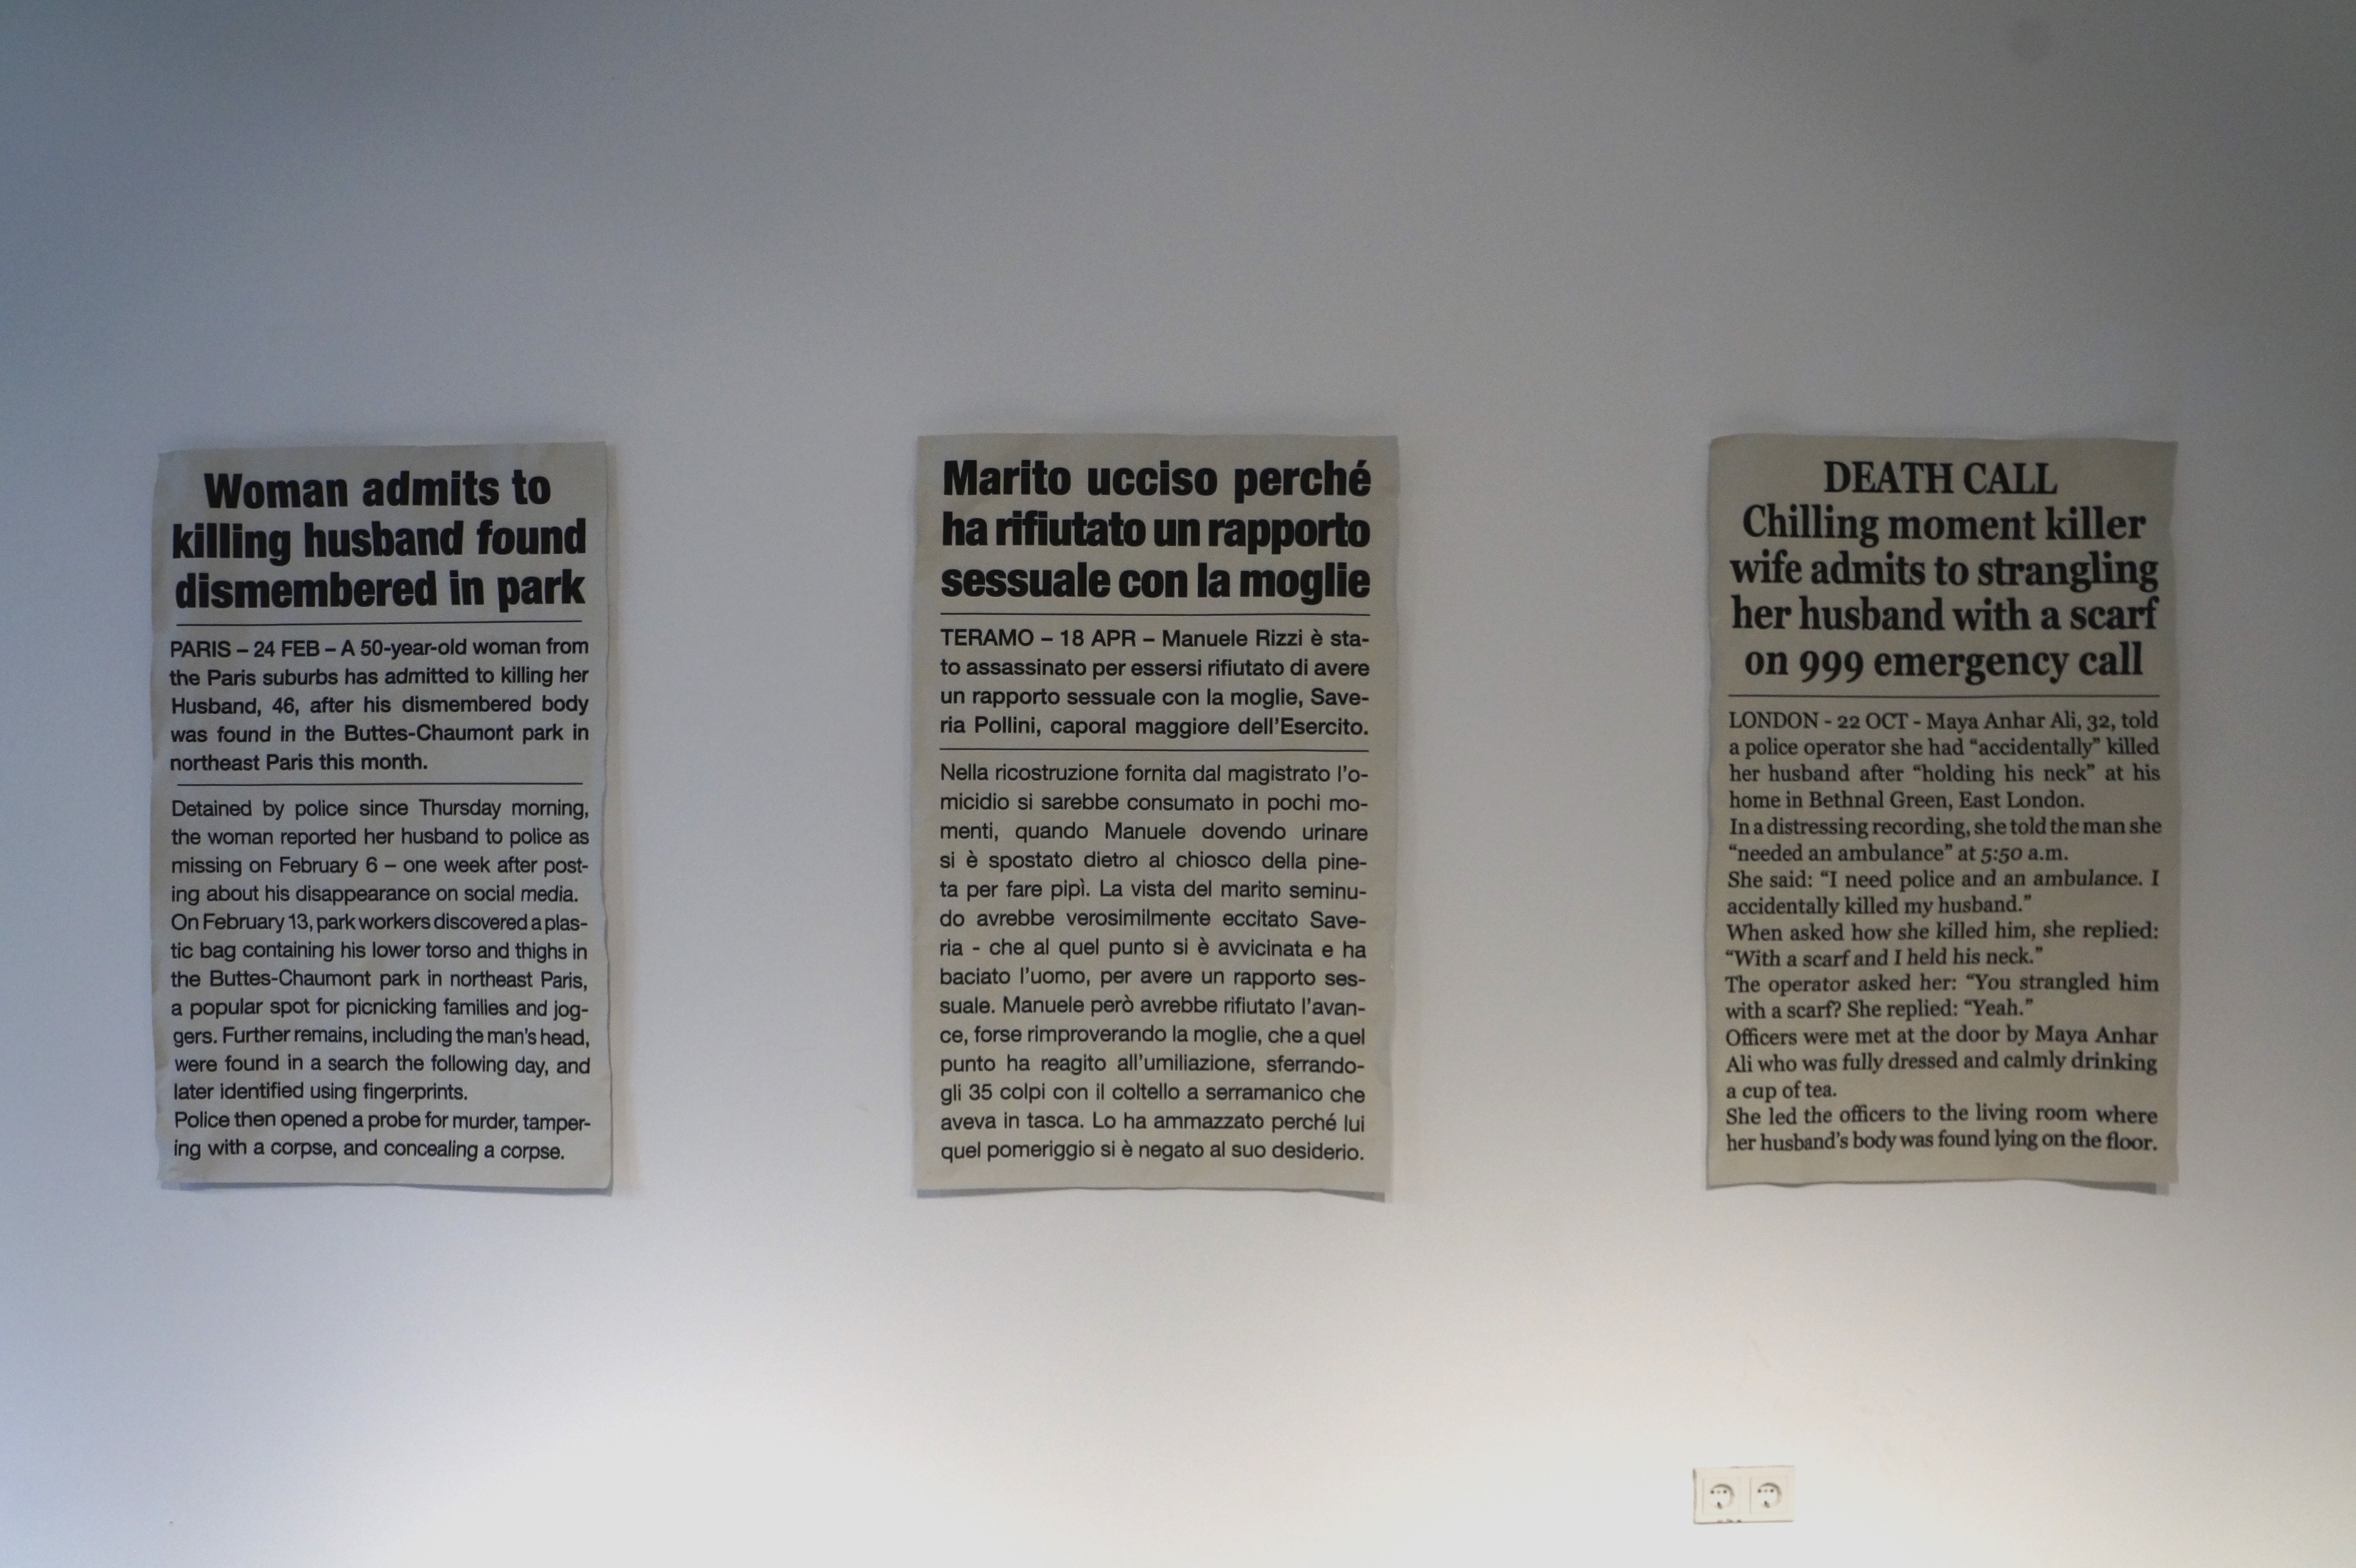 Woman admits to
killing husband found
dismembered in park
PARIS – 24 FEB – A 50-year-old woman from
the Paris suburbs has admitted to killing her
Husband, 46, after his dismembered body
was found in the Buttes-Chaumont park in
northeast Paris this month.
Detained by police since Thursday morning,
the woman reported her husband to police as
missing on February 6 – one week after post-
ing about his disappearance on social media.
On February 13, park workers discovered a plas-
tic bag containing his lower torso and thighs in
the Buttes-Chaumont park in northeast Paris,
a popular spot for picnicking families and jog-
gers. Further remains, including the man's head,
were found in a search the following day, and
later identified using fingerprints.
Police then opened a probe for murder, tamper-
ing with a corpse, and concealing a corpse.
Marito ucciso perché
ha rifiutato un rapporto
sessuale con la moglie
TERAMO – 18 APR – Manuele Rizzi è sta-
to assassinato per essersi rifiutato di avere
un rapporto sessuale con la moglie, Save-
ria Pollini, caporal maggiore dell'Esercito.
Nella ricostruzione fornita dal magistrato l'o-
micidio si sarebbe consumato in pochi mo-
menti, quando Manuele dovendo urinare
si è spostato dietro al chiosco della pine-
ta per fare pipì. La vista del marito seminu-
do avrebbe verosimilmente eccitato Save-
ria - che al quel punto si è avvicinata e ha
baciato l'uomo, per avere un rapporto ses-
suale. Manuele però avrebbe rifiutato l'avan-
ce, forse rimproverando la moglie, che a quel
punto ha reagito all'umiliazione, sferrando-
gli 35 colpi con il coltello a serramanico che
aveva in tasca. Lo ha ammazzato perché lui
quel pomeriggio si è negato al suo desiderio.
DEATH CALL
Chilling moment killer
wife admits to strangling
her husband with a scarf
on 999 emergency call
LONDON - 22 OCT - Maya Anhar Ali, 32, told
a police operator she had “accidentally” killed
her husband after “holding his neck” at his
home in Bethnal Green, East London.
In a distressing recording, she told the man she
“needed an ambulance” at 5:50 a.m.
She said: “I need police and an ambulance. I
accidentally killed my husband.”
When asked how she killed him, she replied:
“With a scarf and I held his neck.”
The operator asked her: “You strangled him
with a scarf? She replied: “Yeah.”
Officers were met at the door by Maya Anhar
Ali who was fully dressed and calmly drinking
a cup of tea.
She led the officers to the living room where
her husband's body was found lying on the floor.